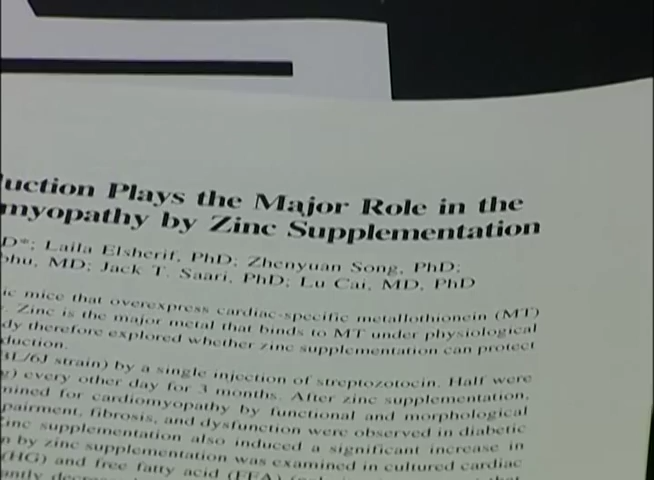 uction Plays the Major Role in the
myopathy by Zinc Supplementation
D*; Laila Elsherif, PhD; Zhenyuan Song, PhD;
bhu, MD; Jack T. Saari, PhD; Lu Cai, MD, PhD
ic mice that overexpress cardiac-specific metallothionein (MT)
. Zinc is the major metal that binds to MT under physiological
dy therefore explored whether zinc supplementation can protect
duction.
BL/6J strain) by a single injection of streptozotocin. Half were
g) every other day for 3 months. After zinc supplementation,
mined for cardiomyopathy by functional and morphological
pairment, fibrosis, and dysfunction were observed in diabetic
inc supplementation also induced a significant increase in
n by zinc supplementation was examined in cultured cardiac
(HG) and free fatty acid (FFA)